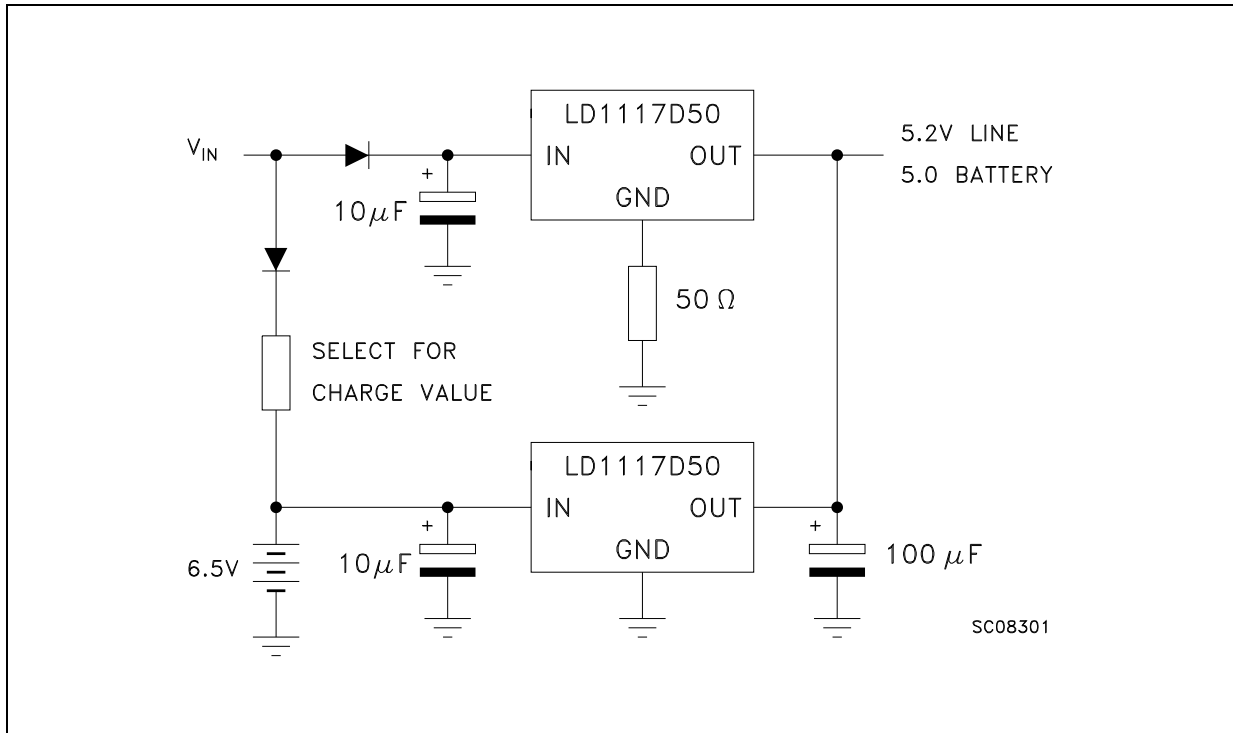 LD1117D50
V_IN
IN
OUT
5.2V LINE
5.0 BATTERY
+
10μF
GND
50 Ω
SELECT FOR
CHARGE VALUE
LD1117D50
IN
OUT
+
+
6.5V
10μF
GND
100 μF
SC08301